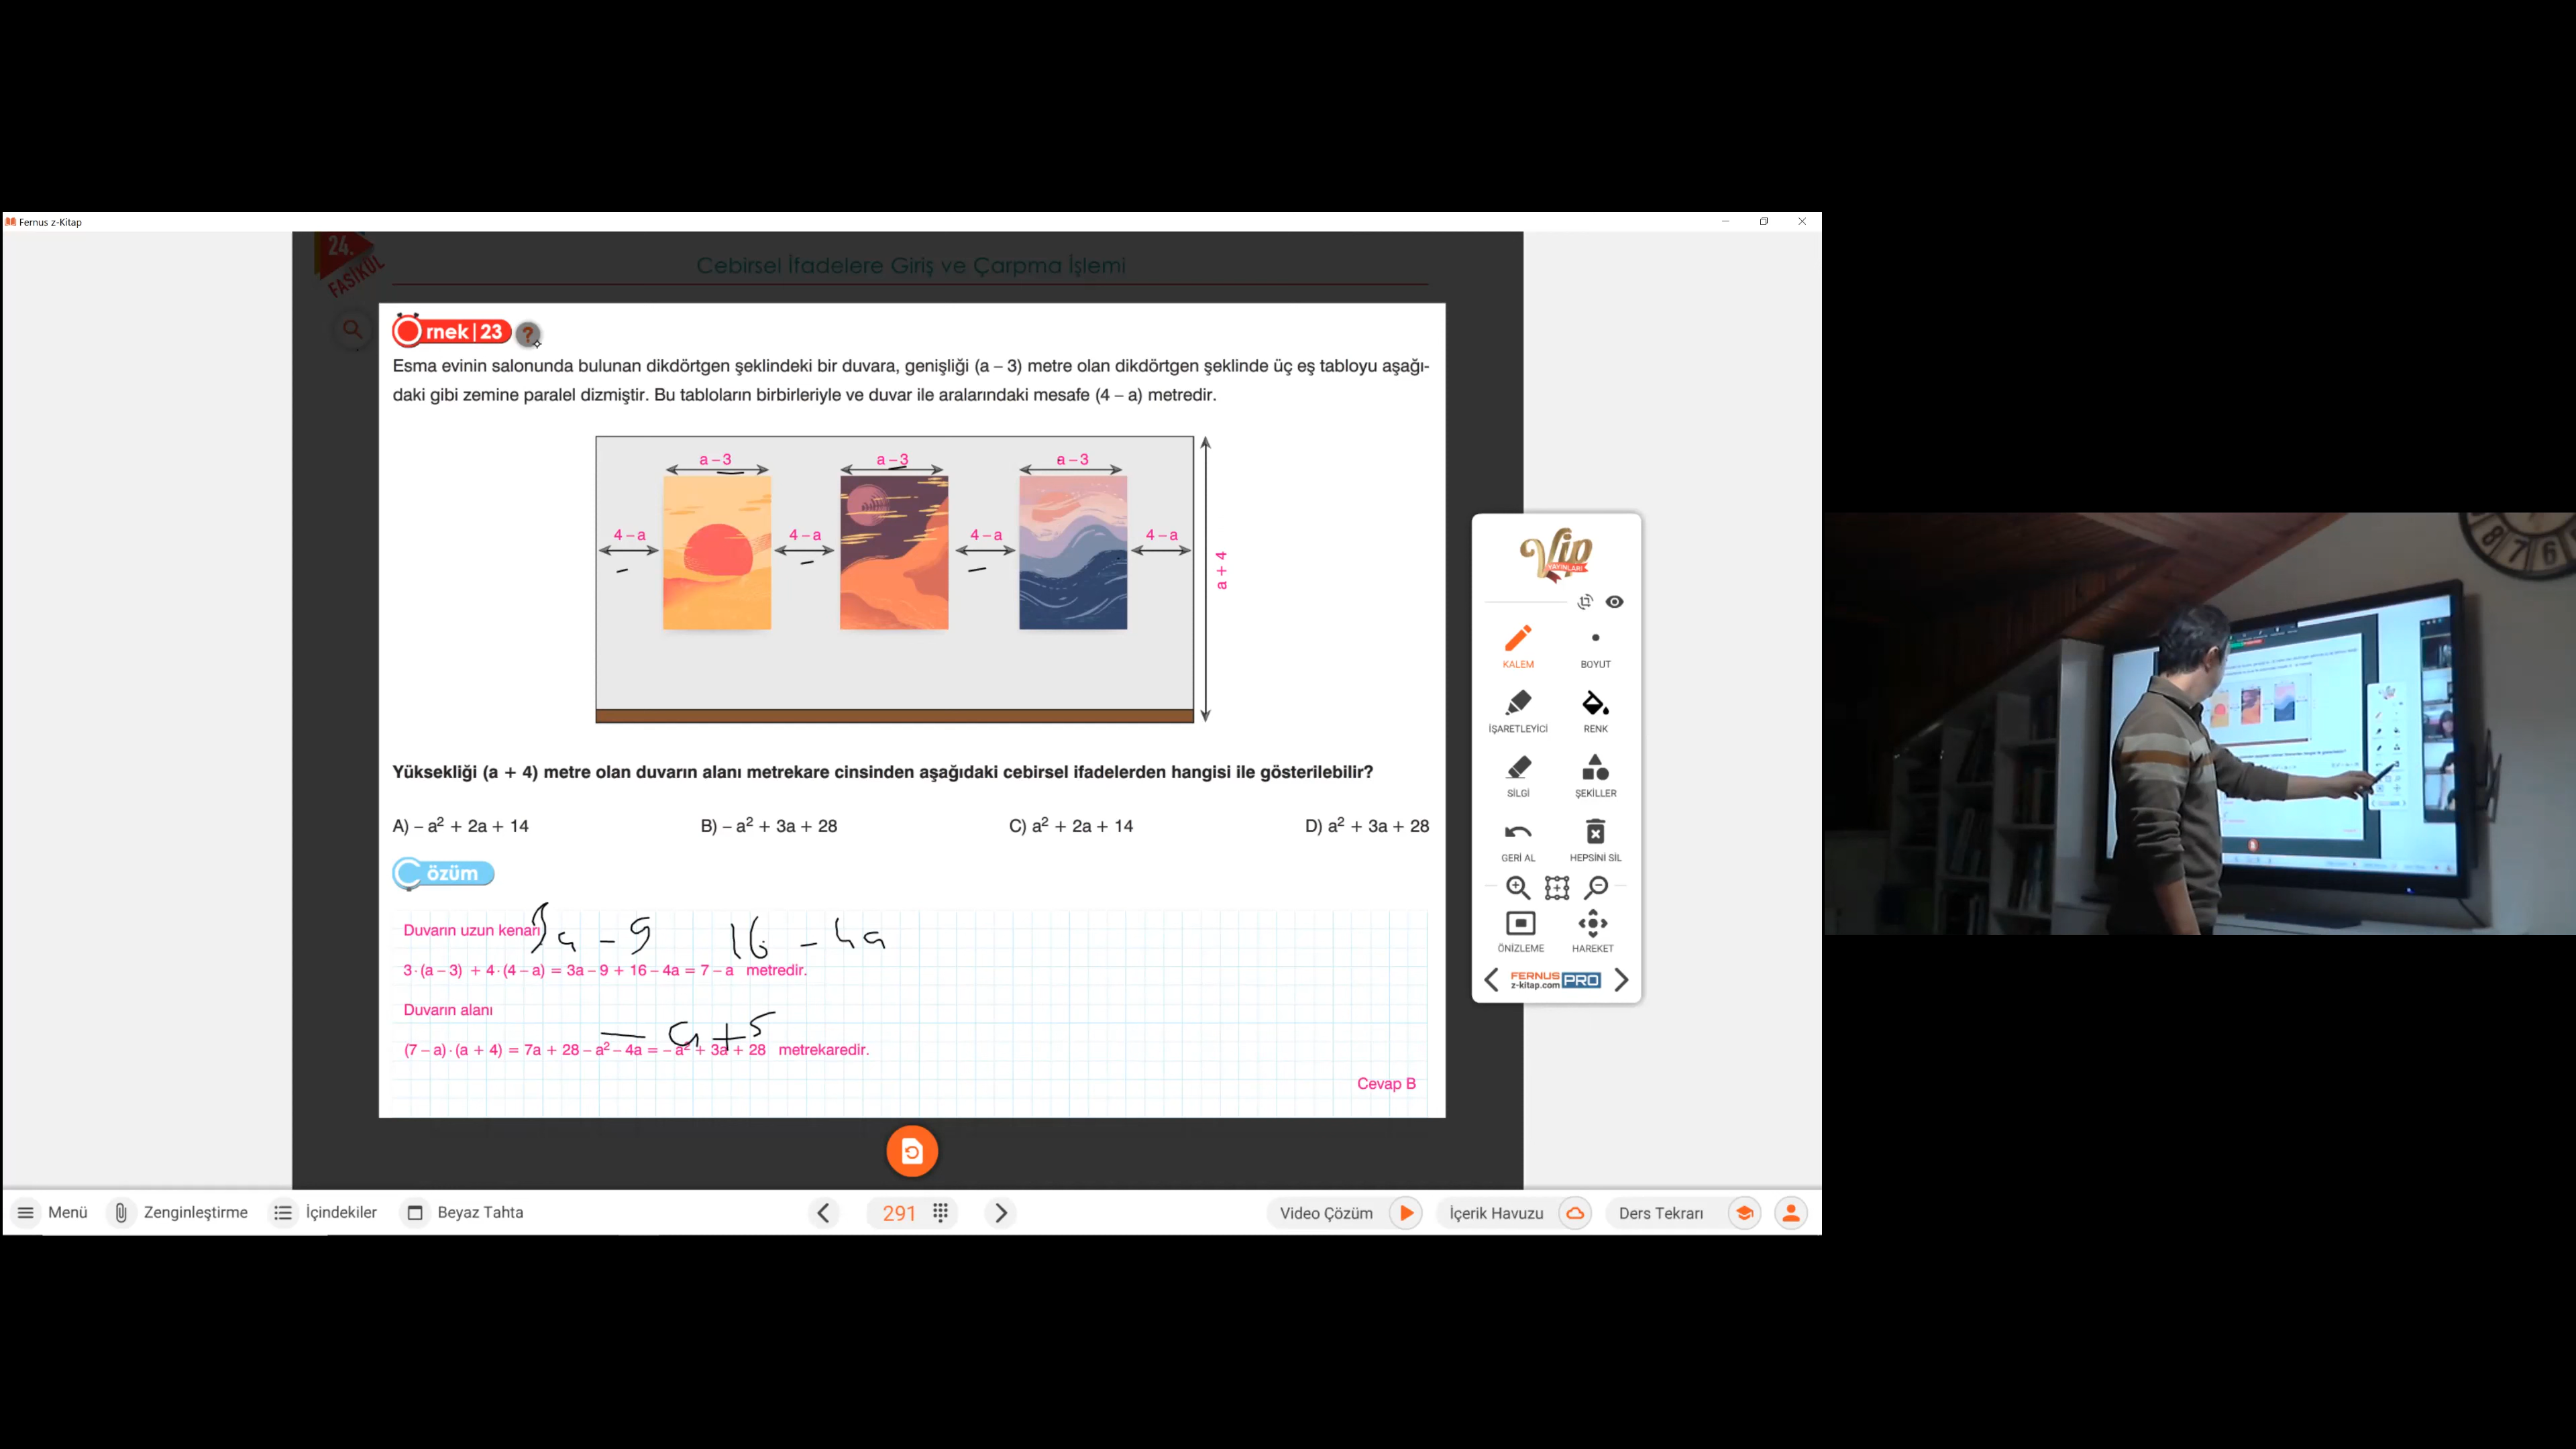 Fernus z-Kitap
24.
FASİKÜL
Cebirsel İfadelere Giriş ve Çarpma İşlemi
Örnek | 23 ?
Esma evinin salonunda bulunan dikdörtgen şeklindeki bir duvara, genişliği (a – 3) metre olan dikdörtgen şeklinde üç eş tabloyu aşağı-
daki gibi zemine paralel dizmiştir. Bu tabloların birbirleriyle ve duvar ile aralarındaki mesafe (4 – a) metredir.
a – 3 a – 3 a – 3
4 – a 4 – a 4 – a 4 – a
a + 4
Yüksekliği (a + 4) metre olan duvarın alanı metrekare cinsinden aşağıdaki cebirsel ifadelerden hangisi ile gösterilebilir?
A) – a² + 2a + 14 B) – a² + 3a + 28 C) a² + 2a + 14 D) a² + 3a + 28
Çözüm
Duvarın uzun kenarı
3a – 9 16 – 4a
3·(a – 3) + 4·(4 – a) = 3a – 9 + 16 – 4a = 7 – a metredir.
Duvarın alanı
– a + 5
(7 – a)·(a + 4) = 7a + 28 – a² – 4a = – a² + 3a + 28 metrekaredir.
Cevap B
Vip
YAYINLARI
KALEM BOYUT
İŞARETLEYİCİ RENK
SİLGİ ŞEKİLLER
GERİ AL HEPSİNİ SİL
ÖNİZLEME HAREKET
FERNUS
z-kitap.com PRO
Menü Zenginleştirme İçindekiler Beyaz Tahta 291 Video Çözüm İçerik Havuzu Ders Tekrarı
8 7 6